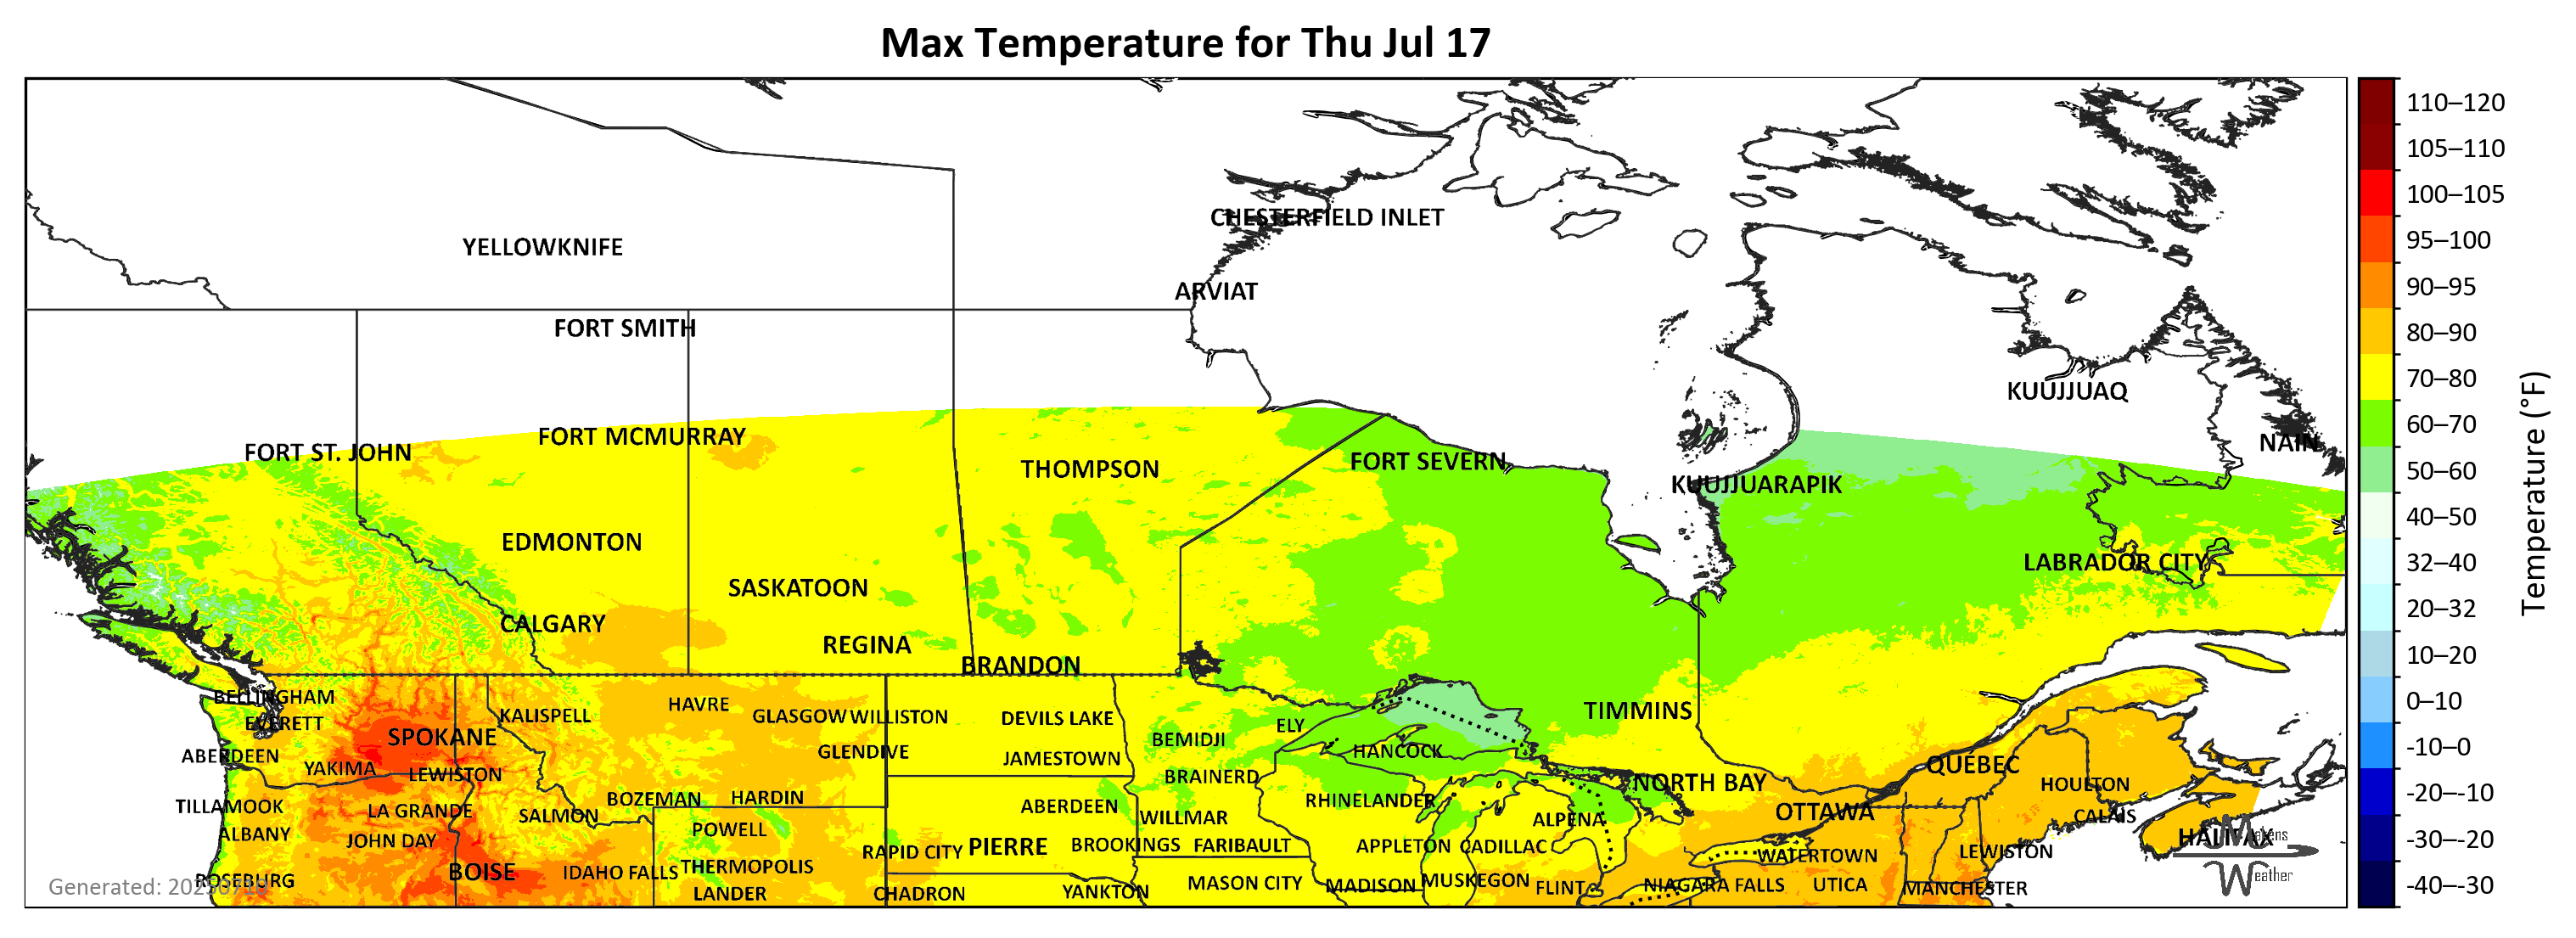 Max Temperature for Thu Jul 17
110–120
105–110
CHESTERFIELD INLET
100–105
YELLOWKNIFE
95–100
ARVIAT
90–95
FORT SMITH
80–90
KUUJJUAQ
70–80
FORT MCMURRAY
60–70
FORT ST. JOHN
NAIN
FORT SEVERN
THOMPSON
50–60
KUUJJUARAPIK
40–50
EDMONTON
LABRADOR CITY
32–40
SASKATOON
20–32
CALGARY
REGINA
10–20
BRANDON
BELLINGHAM
HAVRE
0–10
KALISPELL
GLASGOW
WILLISTON
DEVILS LAKE
TIMMINS
EVERETT
ELY
SPOKANE
BEMIDJI
-10–0
ABERDEEN
GLENDIVE
JAMESTOWN
HANCOCK
QUÉBEC
YAKIMA
LEWISTON
BRAINERD
NORTH BAY
HOULTON
-20–-10
TILLAMOOK
LA GRANDE
SALMON
BOZEMAN
HARDIN
ABERDEEN
WILLMAR
RHINELANDER
ALPENA
OTTAWA
CALAIS
ALBANY
JOHN DAY
POWELL
RAPID CITY
PIERRE
BROOKINGS
FARIBAULT
APPLETON
CADILLAC
WATERTOWN
LEWISTON
HALIFAX
Makens
Weather
-30–-20
BOISE
IDAHO FALLS
THERMOPOLIS
ROSEBURG
LANDER
CHADRON
YANKTON
MASON CITY
MADISON
MUSKEGON
FLINT
NIAGARA FALLS
UTICA
MANCHESTER
-40–-30
Temperature (°F)
Generated: